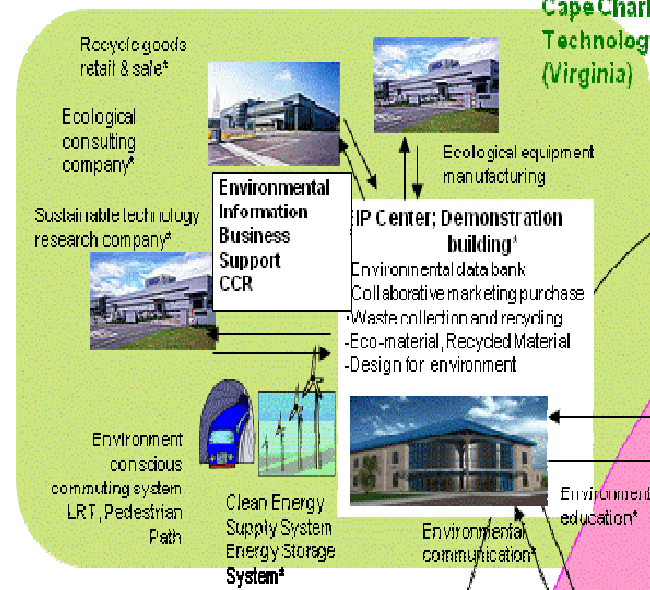 Cape Charl
Technolog
(Virginia)
Recycle goods
retail & sale*
Ecological
consulting
company*
Ecological equipment
manufacturing
Sustainable technology
research company*
Environmental
Information
Business
Support
CCR
IP Center; Demonstration
building*
Environmental data bank
Collaborative marketing purchase
-Waste collection and recycling
-Eco-material, Recycled Material
-Design for environment
Environment
conscious
commuting system
LRT, Pedestrian
Path
Clean Energy
Supply System
Energy Storage
System*
Environmental
communication*
Environment
education*